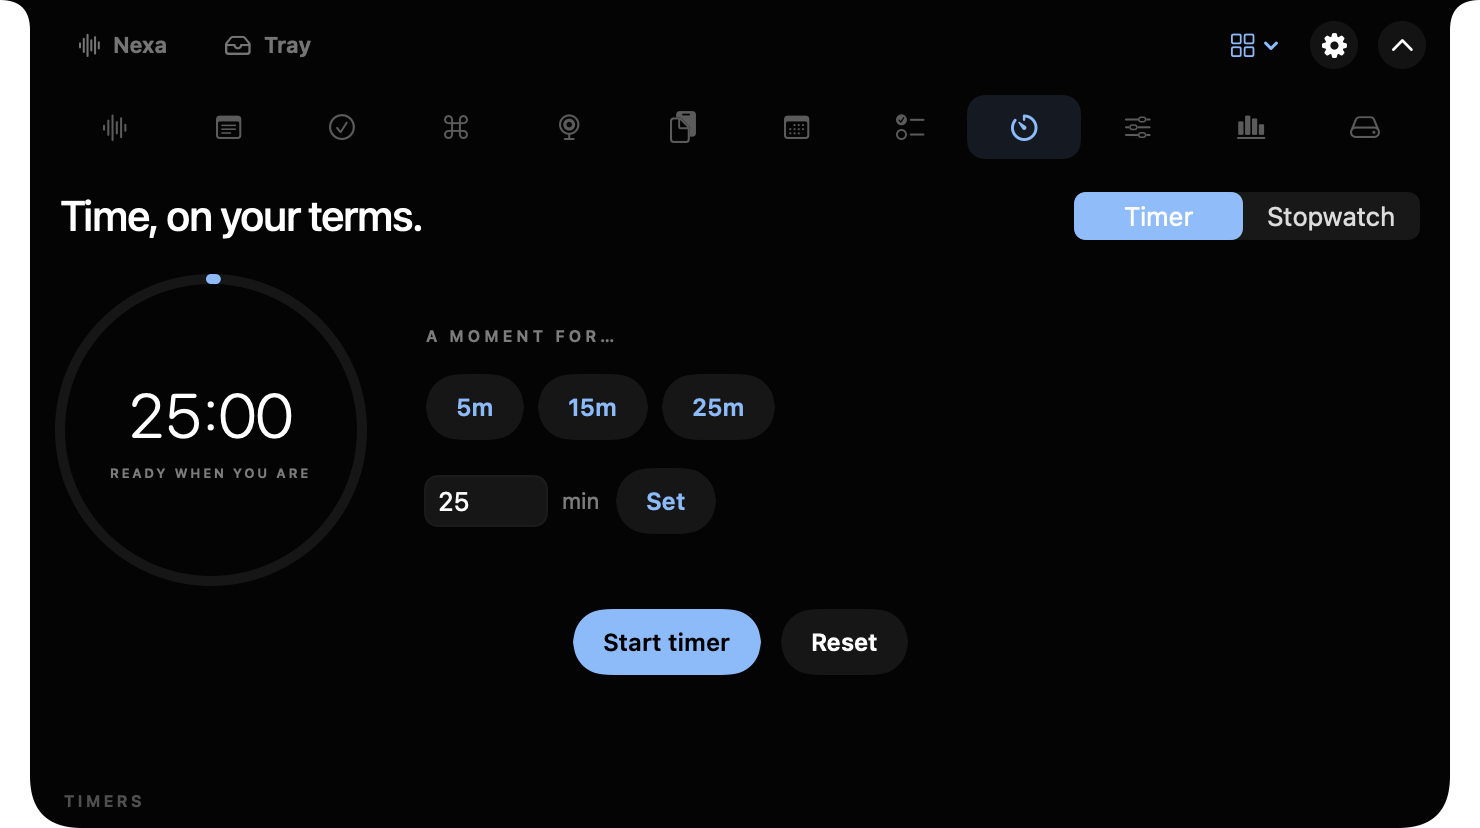 Nexa Tray
Time, on your terms.
Timer Stopwatch
A MOMENT FOR…
5m 15m 25m
25:00
READY WHEN YOU ARE
25 min Set
Start timer Reset
TIMERS